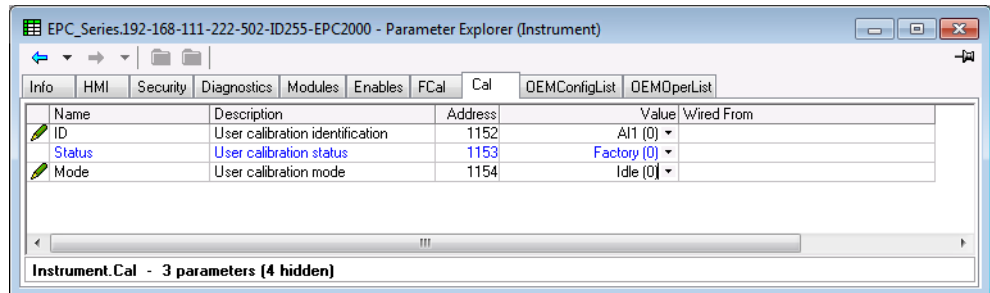 EPC_Series.192-168-111-222-502-ID255-EPC2000 - Parameter Explorer (Instrument)
Info HMI Security Diagnostics Modules Enables FCal Cal OEMConfigList OEMOperList
Name Description Address Value Wired From
ID User calibration identification 1152 AI1 (0)
Status User calibration status 1153 Factory (0)
Mode User calibration mode 1154 Idle (0)
Instrument.Cal - 3 parameters (4 hidden)